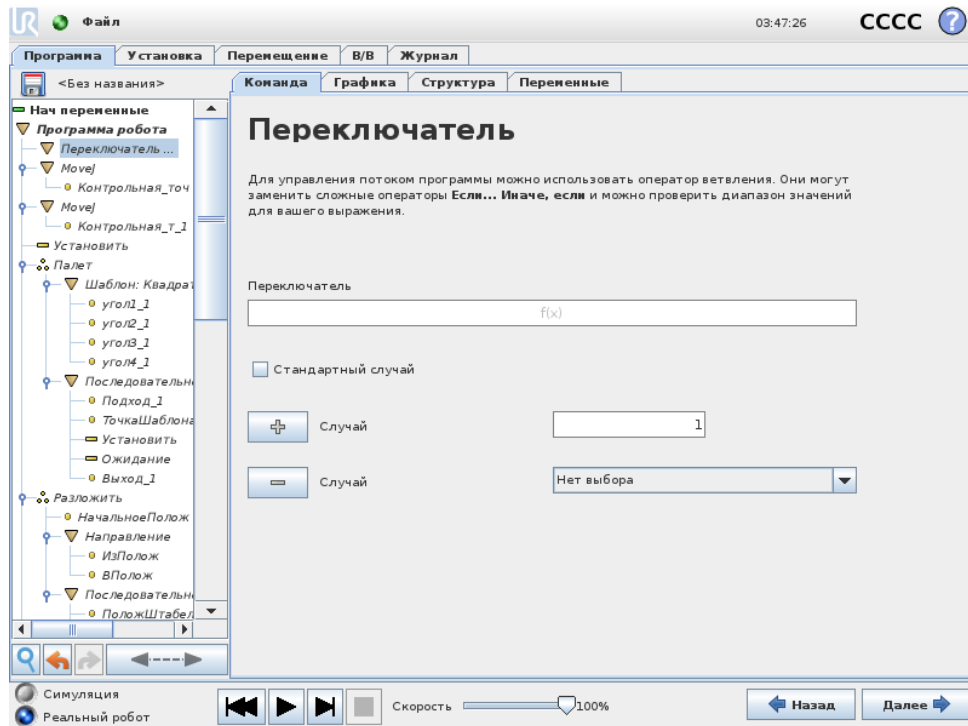 UR Файл 03:47:26 CCCC ?
Программа Установка Перемещение В/В Журнал
<Без названия> Команда Графика Структура Переменные
Нач переменные
Программа робота
Переключатель ...
MoveJ
Контрольная_точ
MoveJ
Контрольная_т_1
Установить
Палет
Шаблон: Квадрат
угол1_1
угол2_1
угол3_1
угол4_1
Последовательн
Подход_1
ТочкаШаблона
Установить
Ожидание
Выход_1
Разложить
НачальноеПолож
Направление
ИзПолож
ВПолож
Последовательн
ПоложШтабел
Переключатель
Для управления потоком программы можно использовать оператор ветвления. Они могут
заменить сложные операторы Если... Иначе, если и можно проверить диапазон значений
для вашего выражения.
Переключатель
f(x)
Стандартный случай
Случай 1
Случай Нет выбора
Симуляция
Реальный робот
Скорость 100%
Назад Далее